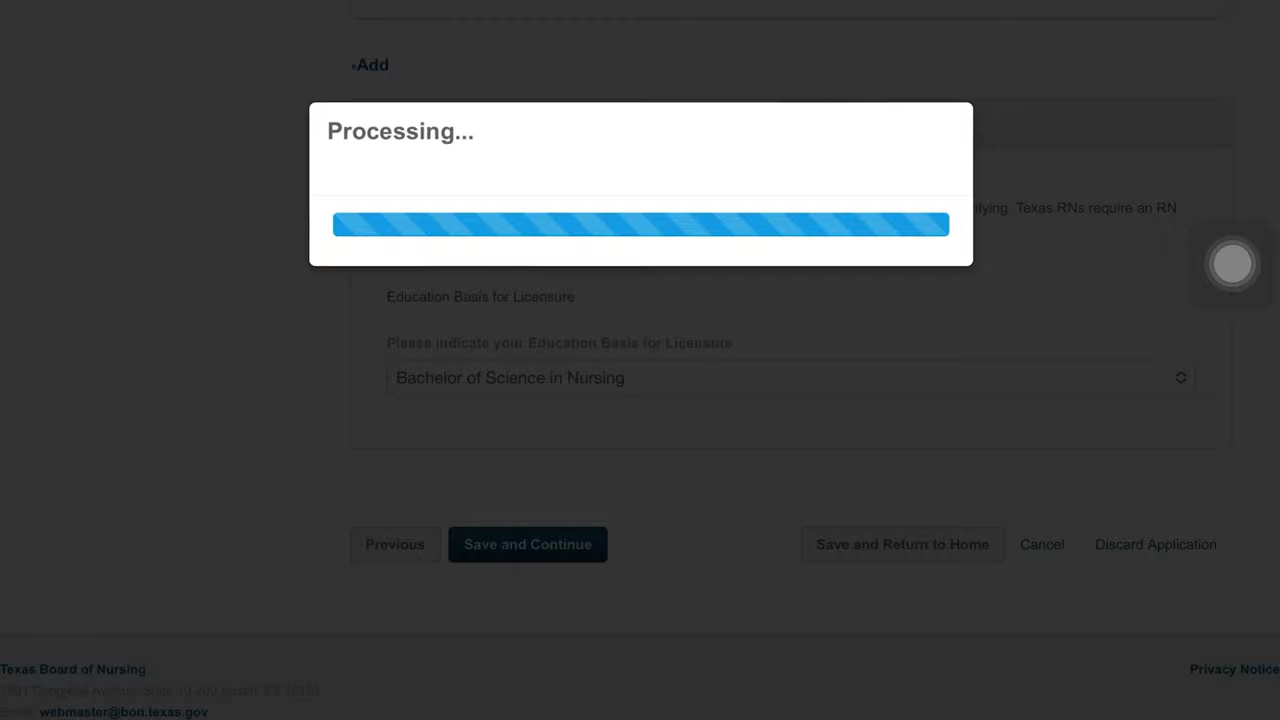 Add
Processing...
lying. Texas RNs require an RN
Education Basis for Licensure
Please indicate your Education Basis for Licensure
Bachelor of Science in Nursing
Previous
Save and Continue
Save and Return to Home
Cancel
Discard Application
Texas Board of Nursing
Privacy Notice
webmaster@bon.texas.gov